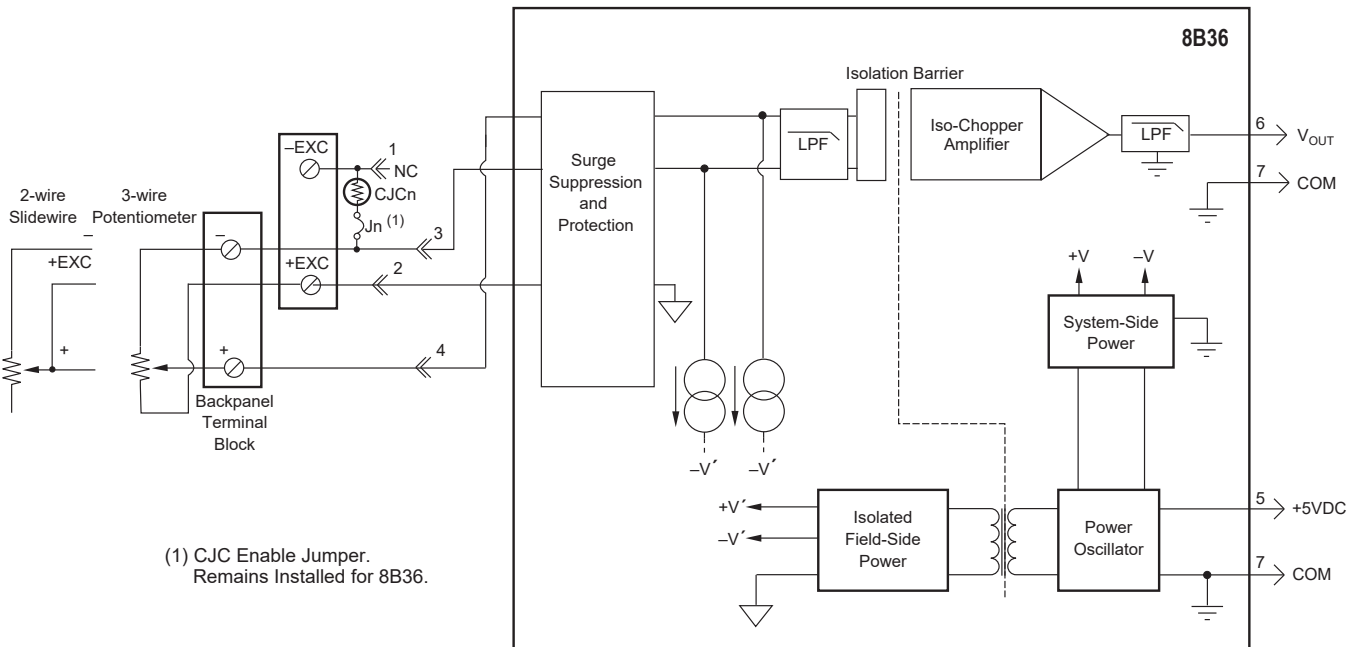 8B36
Isolation Barrier
–EXC
1
NC
CJCn
Jn (1)
2-wire
Slidewire
3-wire
Potentiometer
–
+EXC
+
–
+EXC
+
3
2
4
Backpanel
Terminal
Block
Surge
Suppression
and
Protection
LPF
Iso-Chopper
Amplifier
LPF
6
VOUT
7
COM
+V
–V
System-Side
Power
–V´
–V´
+V´
–V´
Isolated
Field-Side
Power
Power
Oscillator
5
+5VDC
7
COM
(1) CJC Enable Jumper.
Remains Installed for 8B36.